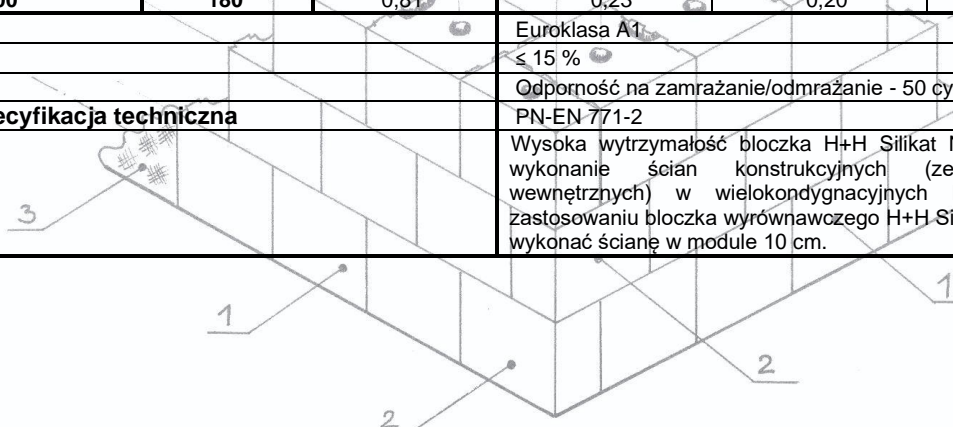 180 0,81 0,23 0,20
Euroklasa A1
≤ 15 %
Odporność na zamrażanie/odmrażanie - 50 cy
ecyfikacja techniczna PN-EN 771-2
Wysoka wytrzymałość bloczka H+H Silikat
wykonanie ścian konstrukcyjnych (ze
wewnętrznych) w wielokondygnacyjnych
zastosowaniu bloczka wyrównawczego H+H Si
wykonać ścianę w module 10 cm.
3
1
1
2
2